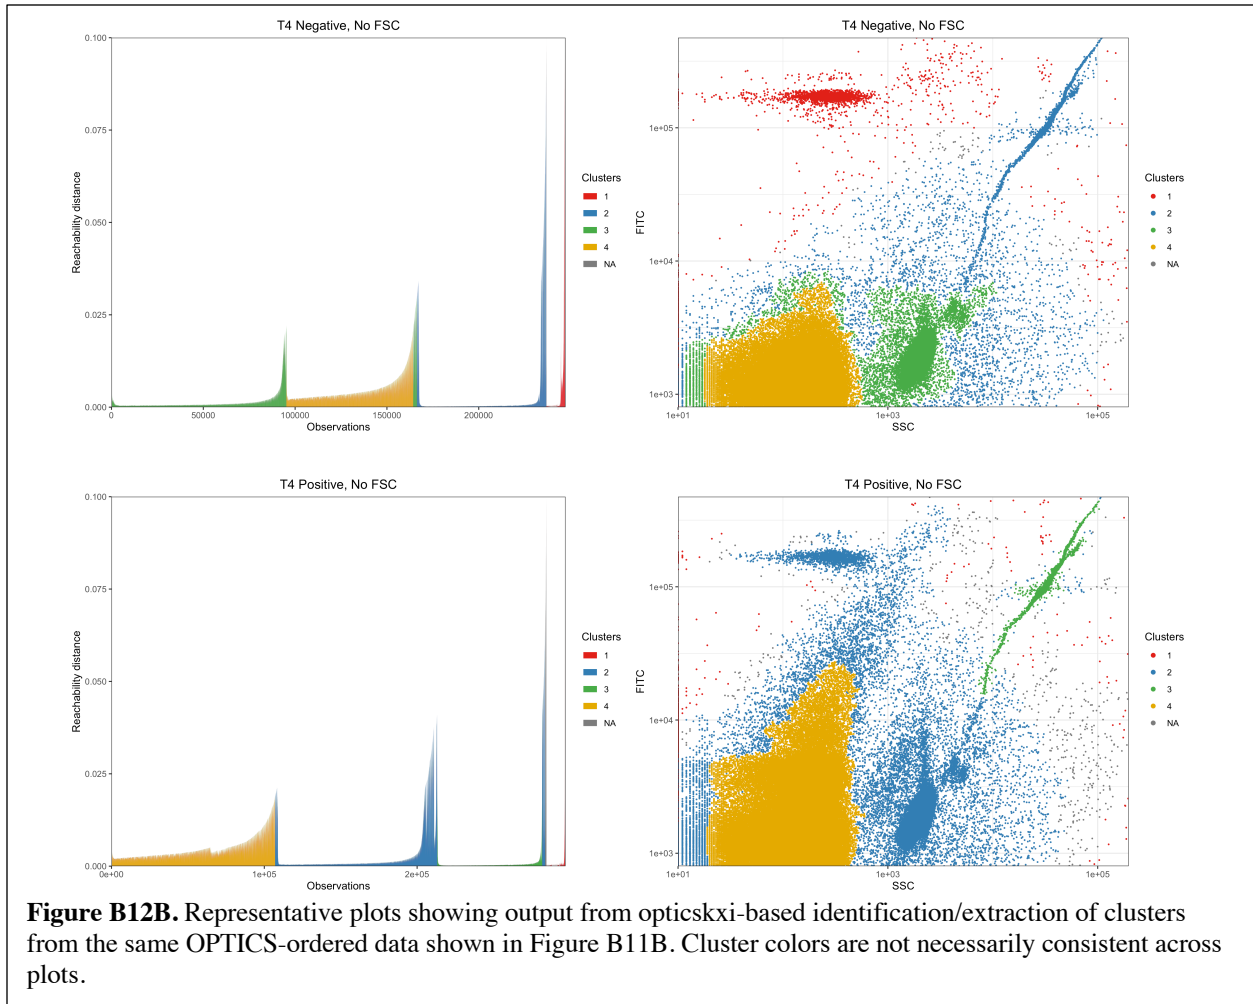 T4 Negative, No FSC
0.100
0.075
0.050
0.025
0.000
Reachability distance
0
50000
100000
150000
200000
Observations
Clusters
1
2
3
4
NA
T4 Negative, No FSC
1e+05
1e+04
1e+03
FITC
1e+01
1e+03
1e+05
SSC
Clusters
1
2
3
4
NA
T4 Positive, No FSC
0.100
0.075
0.050
0.025
0.000
Reachability distance
0e+00
1e+05
2e+05
Observations
Clusters
1
2
3
4
NA
T4 Positive, No FSC
1e+05
1e+04
1e+03
FITC
1e+01
1e+03
1e+05
SSC
Clusters
1
2
3
4
NA
Figure B12B. Representative plots showing output from opticskxi-based identification/extraction of clusters
from the same OPTICS-ordered data shown in Figure B11B. Cluster colors are not necessarily consistent across
plots.